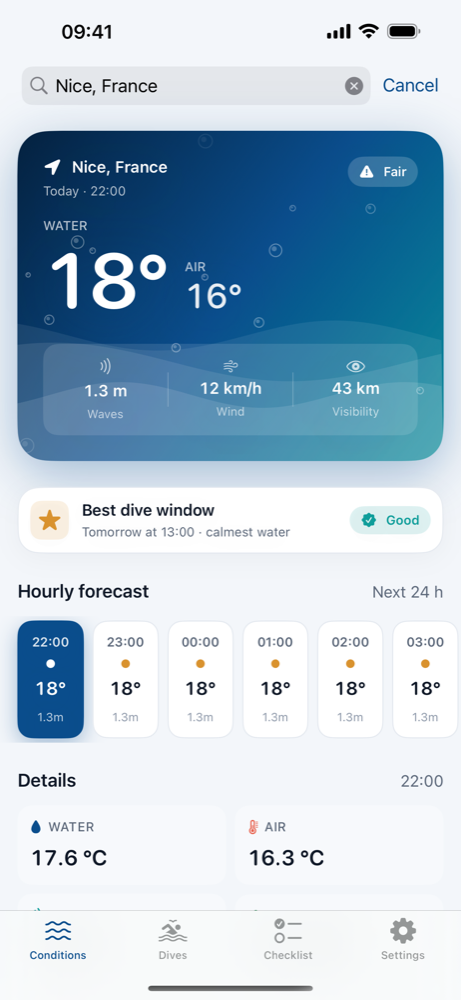 09:41
Nice, France
Cancel
Nice, France
Fair
Today · 22:00
WATER
18°
AIR
16°
1.3 m
Waves
12 km/h
Wind
43 km
Visibility
Best dive window
Tomorrow at 13:00 · calmest water
Good
Hourly forecast
Next 24 h
22:00
18°
1.3m
23:00
18°
1.3m
00:00
18°
1.3m
01:00
18°
1.3m
02:00
18°
1.3m
03:00
18°
1.3m
Details
22:00
WATER
17.6 °C
AIR
16.3 °C
Conditions
Dives
Checklist
Settings